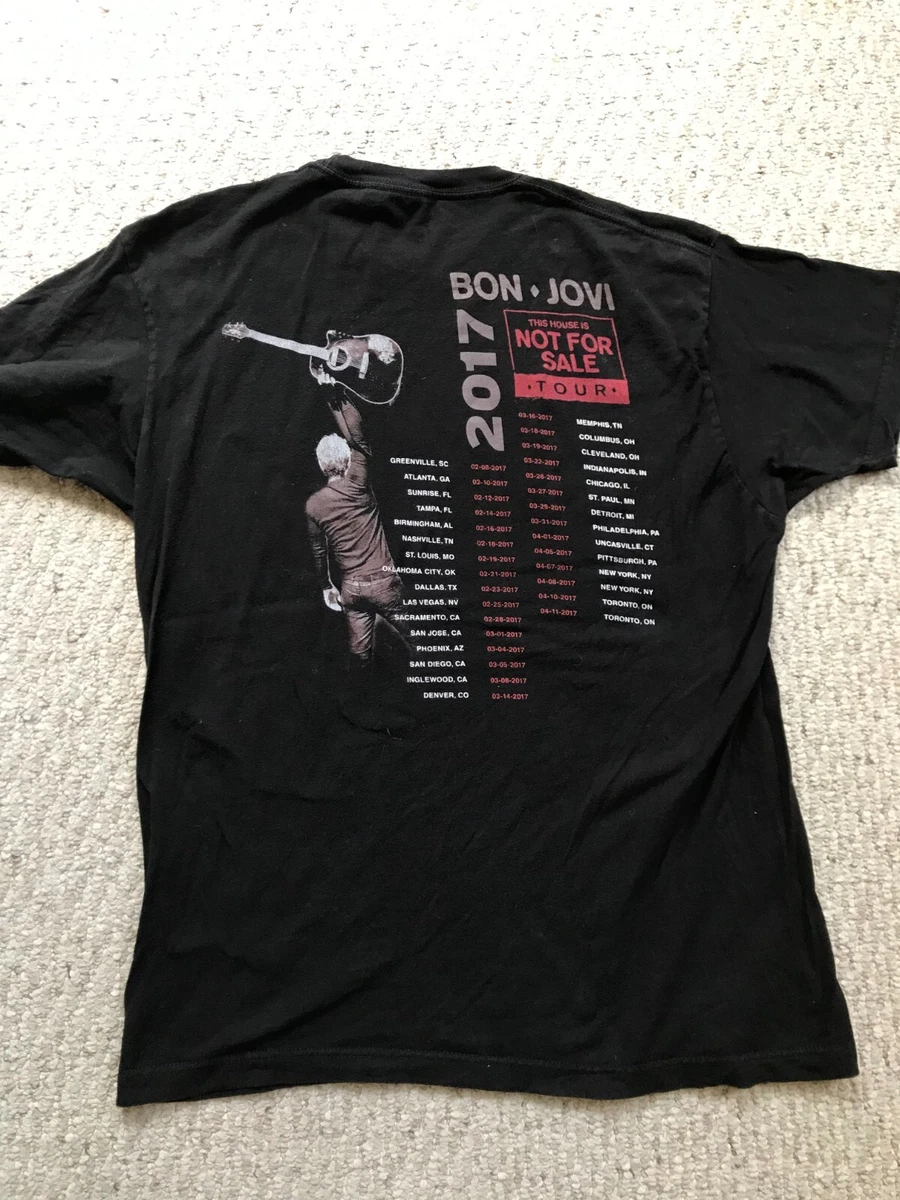 BON ♦ JOVI
2017
THIS HOUSE IS
NOT FOR
SALE
•TOUR•
GREENVILLE, SC 02-08-2017
ATLANTA, GA 02-10-2017
SUNRISE, FL 02-12-2017
TAMPA, FL 02-14-2017
BIRMINGHAM, AL 02-16-2017
NASHVILLE, TN 02-18-2017
ST. LOUIS, MO 02-19-2017
OKLAHOMA CITY, OK 02-21-2017
DALLAS, TX 02-23-2017
LAS VEGAS, NV 02-25-2017
SACRAMENTO, CA 02-28-2017
SAN JOSE, CA 03-01-2017
PHOENIX, AZ 03-04-2017
SAN DIEGO, CA 03-05-2017
INGLEWOOD, CA 03-08-2017
DENVER, CO 03-14-2017
03-16-2017 MEMPHIS, TN
03-18-2017 COLUMBUS, OH
03-19-2017 CLEVELAND, OH
03-22-2017 INDIANAPOLIS, IN
03-26-2017 CHICAGO, IL
03-27-2017 ST. PAUL, MN
03-29-2017 DETROIT, MI
03-31-2017 PHILADELPHIA, PA
04-01-2017 UNCASVILLE, CT
04-05-2017 PITTSBURGH, PA
04-07-2017 NEW YORK, NY
04-08-2017 NEW YORK, NY
04-10-2017 TORONTO, ON
04-11-2017 TORONTO, ON